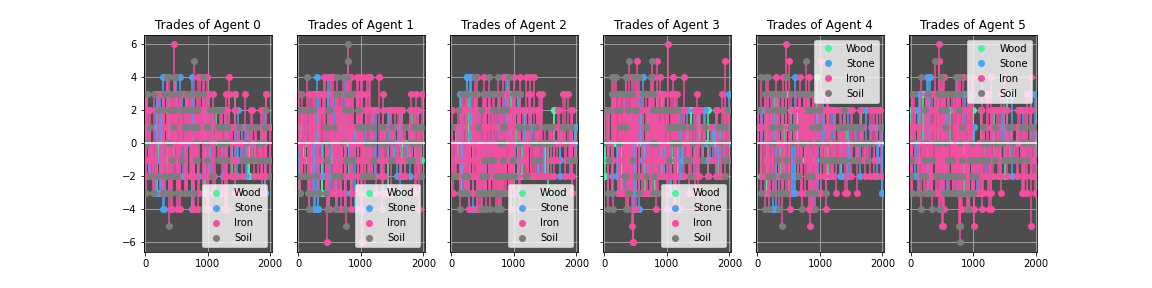 Trades of Agent 0
Trades of Agent 1
Trades of Agent 2
Trades of Agent 3
Trades of Agent 4
Trades of Agent 5
6
4
2
0
−2
−4
−6
Wood
Stone
Iron
Soil
Wood
Stone
Iron
Soil
Wood
Stone
Iron
Soil
Wood
Stone
Iron
Soil
Wood
Stone
Iron
Soil
Wood
Stone
Iron
Soil
0 1000 2000
0 1000 2000
0 1000 2000
0 1000 2000
0 1000 2000
0 1000 2000